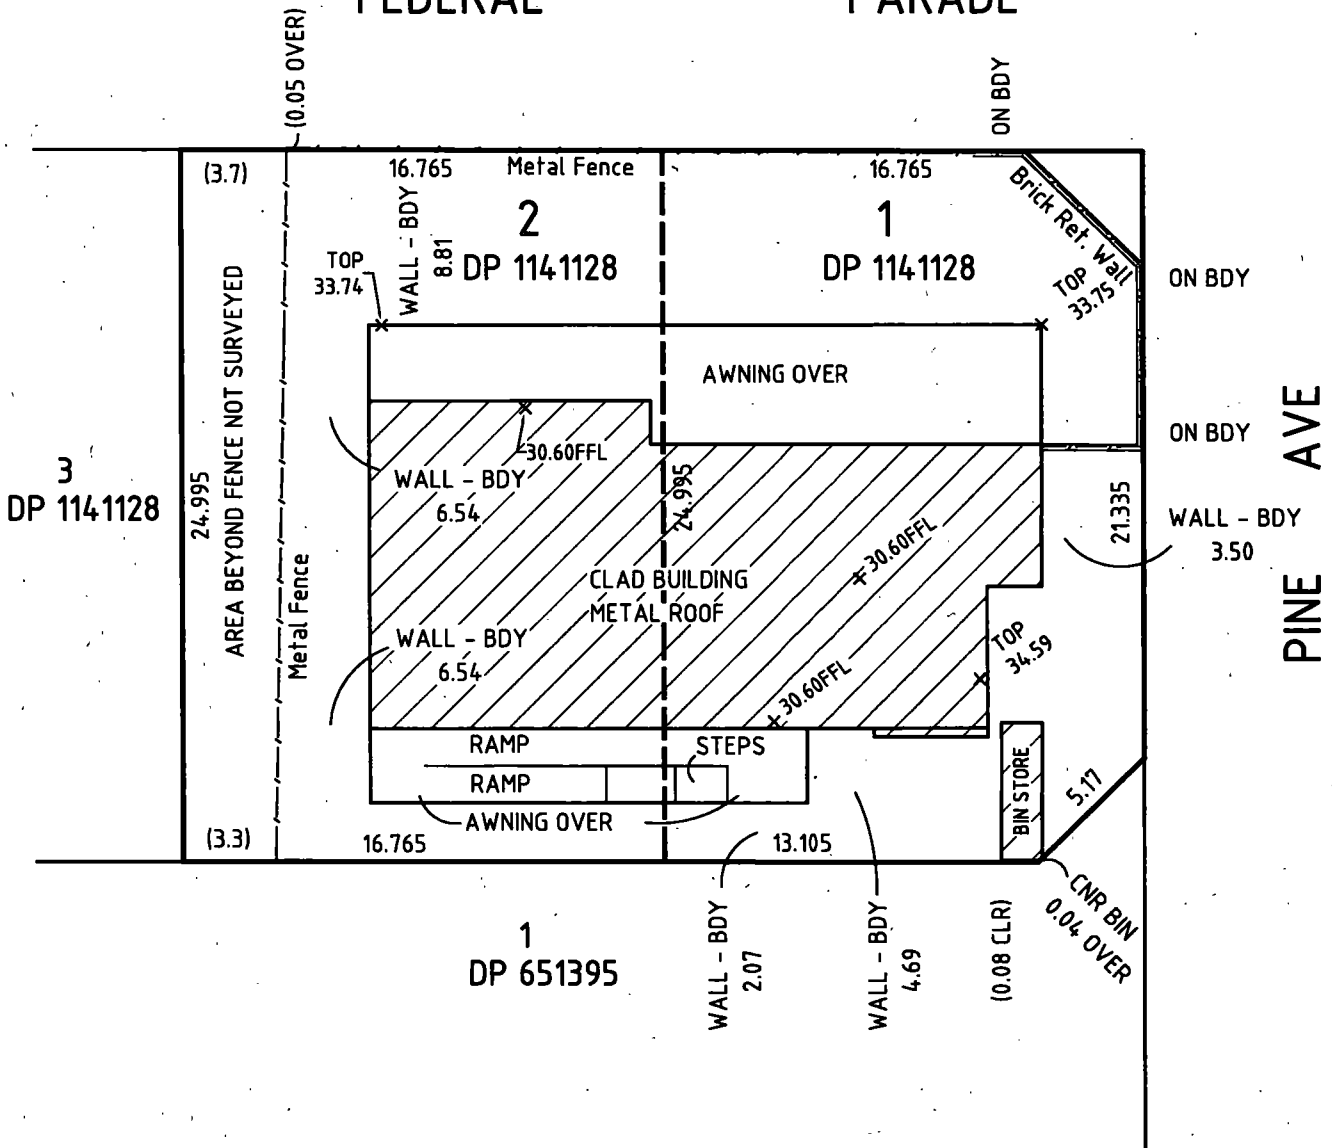 FEDERAL PARADE
(0.05 OVER)
ON BDY
(3.7)
16.765
Metal Fence
16.765
Brick Ret. Wall
2
DP 1141128
1
DP 1141128
WALL - BDY
8.81
TOP
33.74
TOP
33.75
ON BDY
AWNING OVER
ON BDY
AREA BEYOND FENCE NOT SURVEYED
24.995
3
DP 1141128
30.60FFL
WALL - BDY
6.54
24.995
30.60FFL
21.335
WALL - BDY
3.50
PINE AVE
Metal Fence
CLAD BUILDING
METAL ROOF
WALL - BDY
6.54
TOP
34.59
30.60FFL
RAMP
STEPS
RAMP
BIN STORE
5.17
AWNING OVER
(3.3)
16.765
13.105
CNR BIN
0.04 OVER
1
DP 651395
WALL - BDY
2.07
WALL - BDY
4.69
(0.08 CLR)